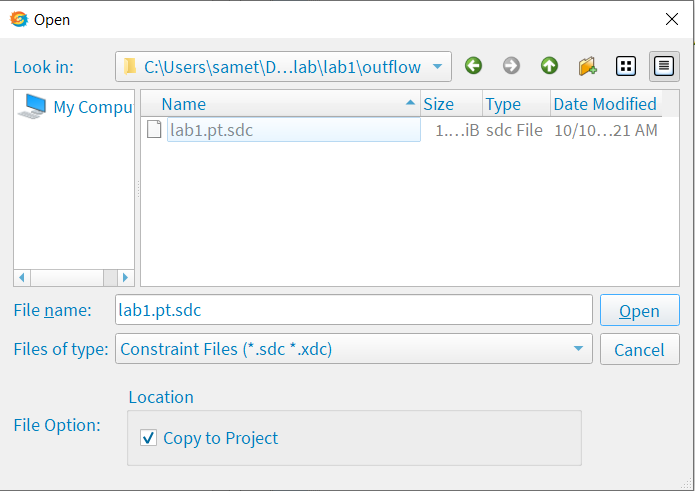 Open
Look in:
C:\Users\samet\D…lab\lab1\outflow
My Compu
Name Size Type Date Modified
lab1.pt.sdc 1.…iB sdc File 10/10…21 AM
File name: lab1.pt.sdc Open
Files of type: Constraint Files (*.sdc *.xdc) Cancel
Location
File Option: Copy to Project